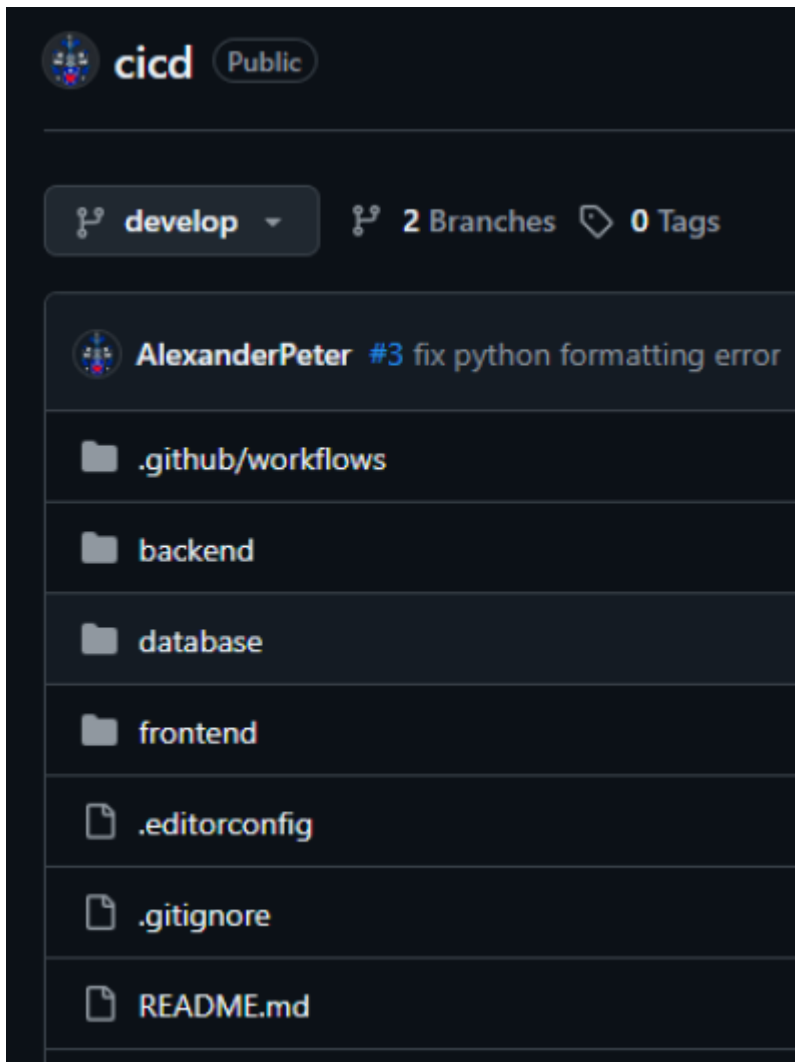 cicd Public
develop 2 Branches 0 Tags
AlexanderPeter #3 fix python formatting error
.github/workflows
backend
database
frontend
.editorconfig
.gitignore
README.md